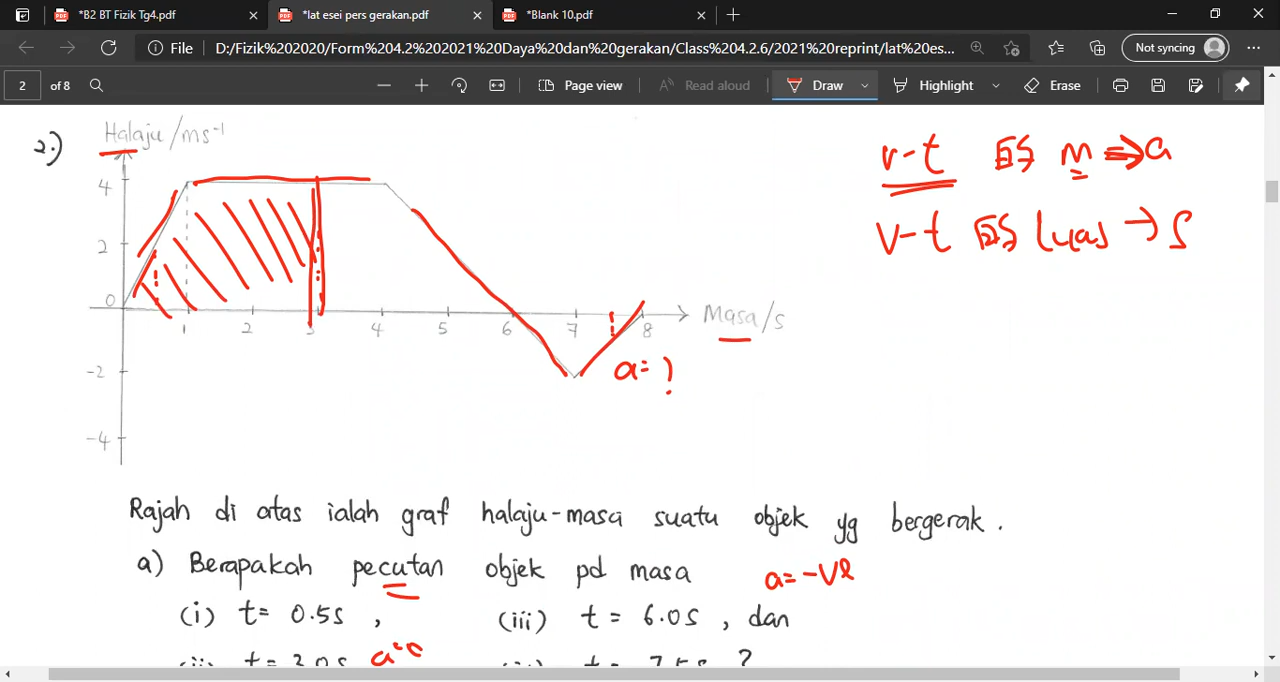 *B2 BT Fizik Tg4.pdf
*lat esei pers gerakan.pdf
*Blank 10.pdf
File
D:/Fizik%202020/Form%204.2%202021%20Daya%20dan%20gerakan/Class%204.2.6/2021%20reprint/lat%20es...
Not syncing
2 of 8
Page view
Read aloud
Draw
Highlight
Erase
2.)
Halaju/ms⁻¹
v-t m ⇒ a
v-t luas → s
4
2
0
1 2 3 4 5 6 7 8
Masa/s
-2
a= ?
-4
Rajah di atas ialah graf halaju-masa suatu objek yg bergerak.
a) Berapakah pecutan objek pd masa
a= -ve
(i) t= 0.5s , (iii) t= 6.0s , dan